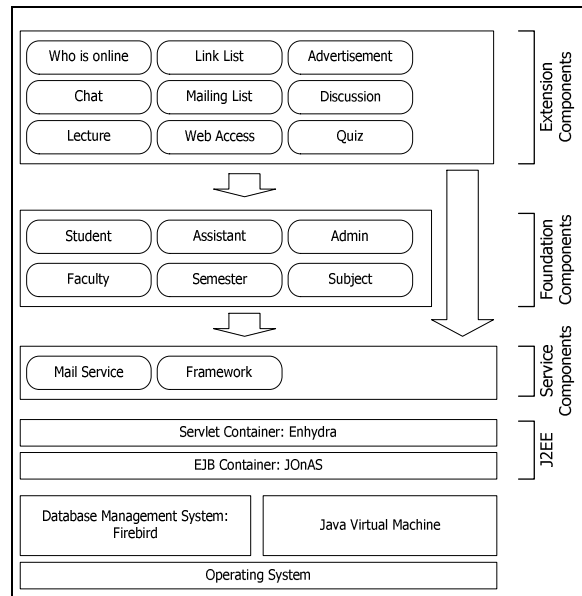 Who is online
Link List
Advertisement
Chat
Mailing List
Discussion
Lecture
Web Access
Quiz
Extension
Components
Student
Assistant
Admin
Faculty
Semester
Subject
Foundation
Components
Mail Service
Framework
Service
Components
Servlet Container: Enhydra
EJB Container: JOnAS
J2EE
Database Management System:
Firebird
Java Virtual Machine
Operating System